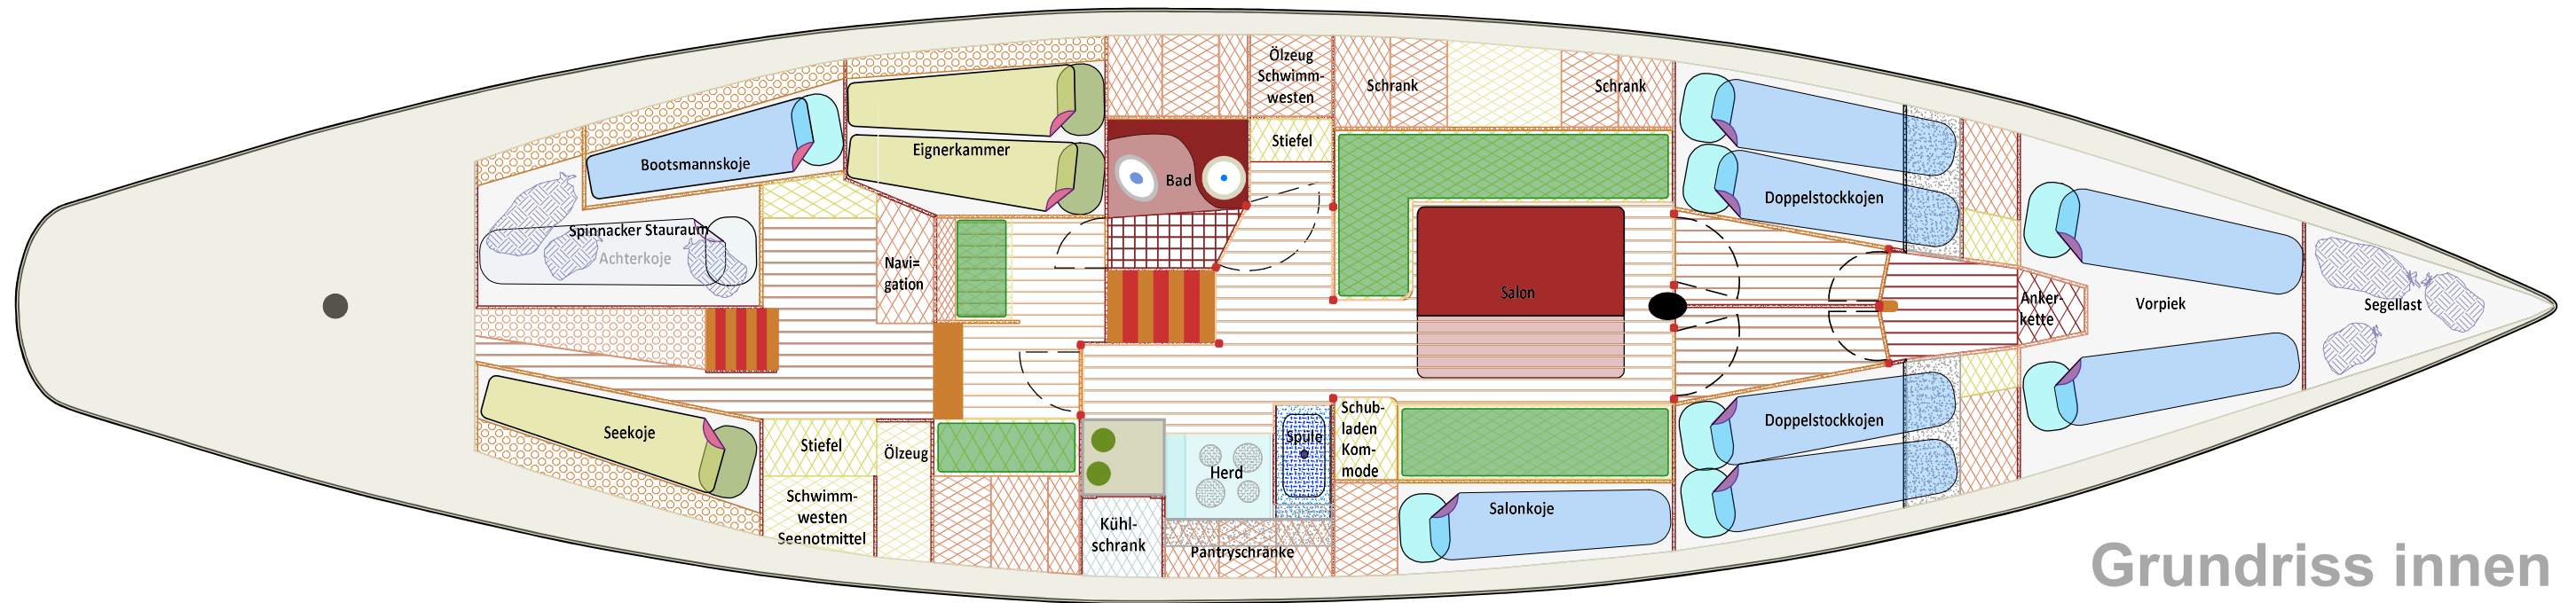 Ölzeug
Schwimm-
westen
Schrank
Schrank
Stiefel
Bootsmannskoje
Eignerkammer
Bad
Doppelstockkojen
Spinnacker Stauraum
Achterkoje
Navi=
gation
Salon
Anker-
kette
Vorpiek
Segellast
Seekoje
Stiefel
Ölzeug
Schwimm-
westen
Seenotmittel
Kühl-
schrank
Herd
Spüle
Pantryschränke
Schub-
laden
Kom-
mode
Salonkoje
Doppelstockkojen
Grundriss innen